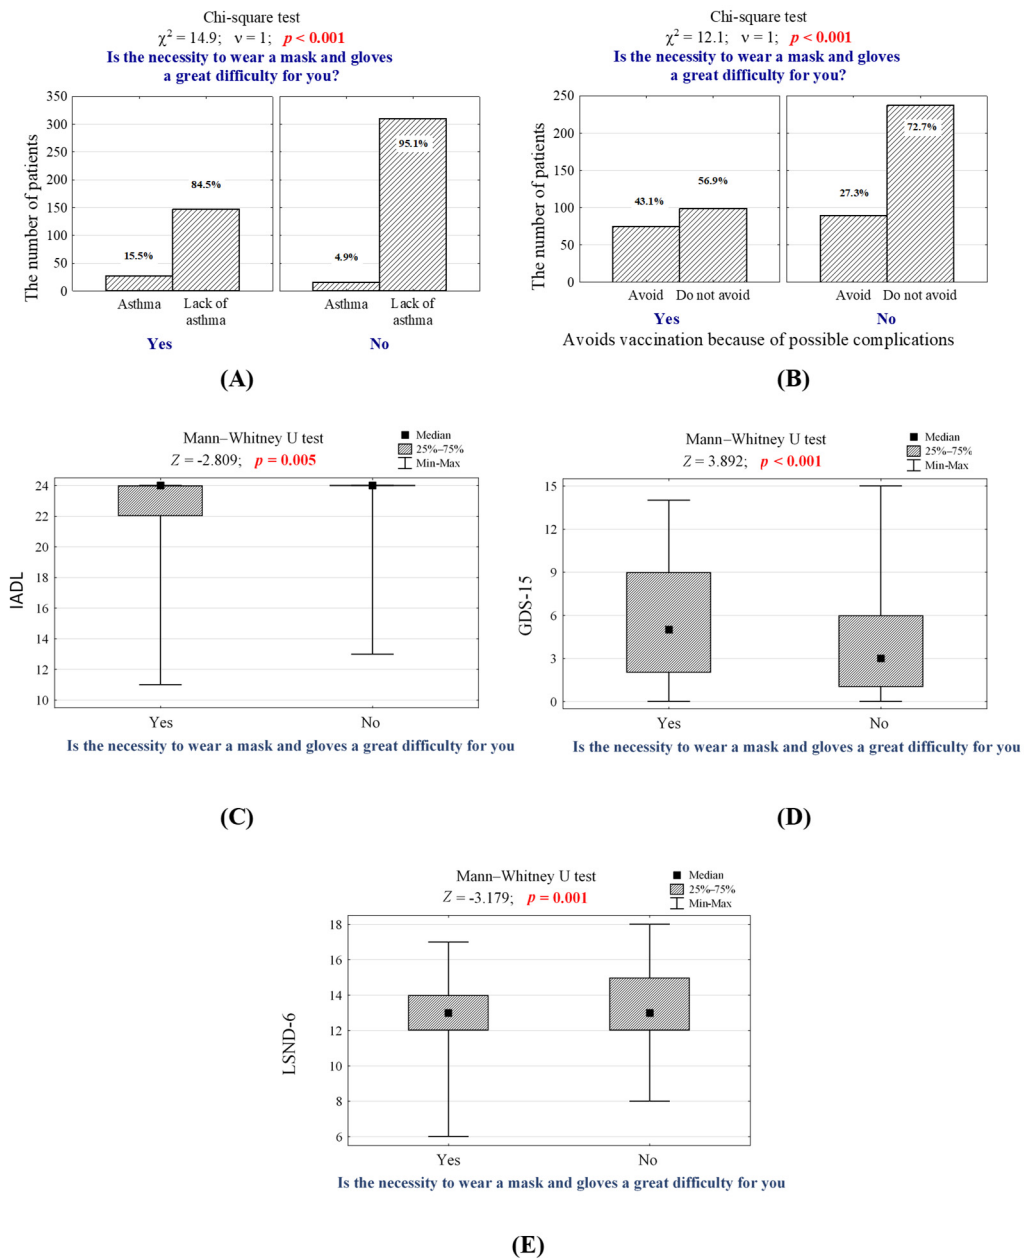 Chi-square test
χ² = 14.9; ν = 1; p < 0.001
Is the necessity to wear a mask and gloves
a great difficulty for you?
The number of patients
350
300
250
200
150
100
50
0
15.5%
84.5%
4.9%
95.1%
Asthma
Lack of
asthma
Asthma
Lack of
asthma
Yes
No
(A)
Chi-square test
χ² = 12.1; ν = 1; p < 0.001
Is the necessity to wear a mask and gloves
a great difficulty for you?
The number of patients
250
200
150
100
50
0
43.1%
56.9%
27.3%
72.7%
Avoid
Do not avoid
Avoid
Do not avoid
Yes
No
Avoids vaccination because of possible complications
(B)
Mann–Whitney U test
Z = -2.809; p = 0.005
Median
25%–75%
Min-Max
IADL
24
22
20
18
16
14
12
10
Yes
No
Is the necessity to wear a mask and gloves a great difficulty for you
(C)
Mann–Whitney U test
Z = 3.892; p < 0.001
Median
25%–75%
Min-Max
GDS-15
15
12
9
6
3
0
Yes
No
Is the necessity to wear a mask and gloves a great difficulty for you
(D)
Mann–Whitney U test
Z = -3.179; p = 0.001
Median
25%–75%
Min-Max
LSND-6
18
16
14
12
10
8
6
Yes
No
Is the necessity to wear a mask and gloves a great difficulty for you
(E)